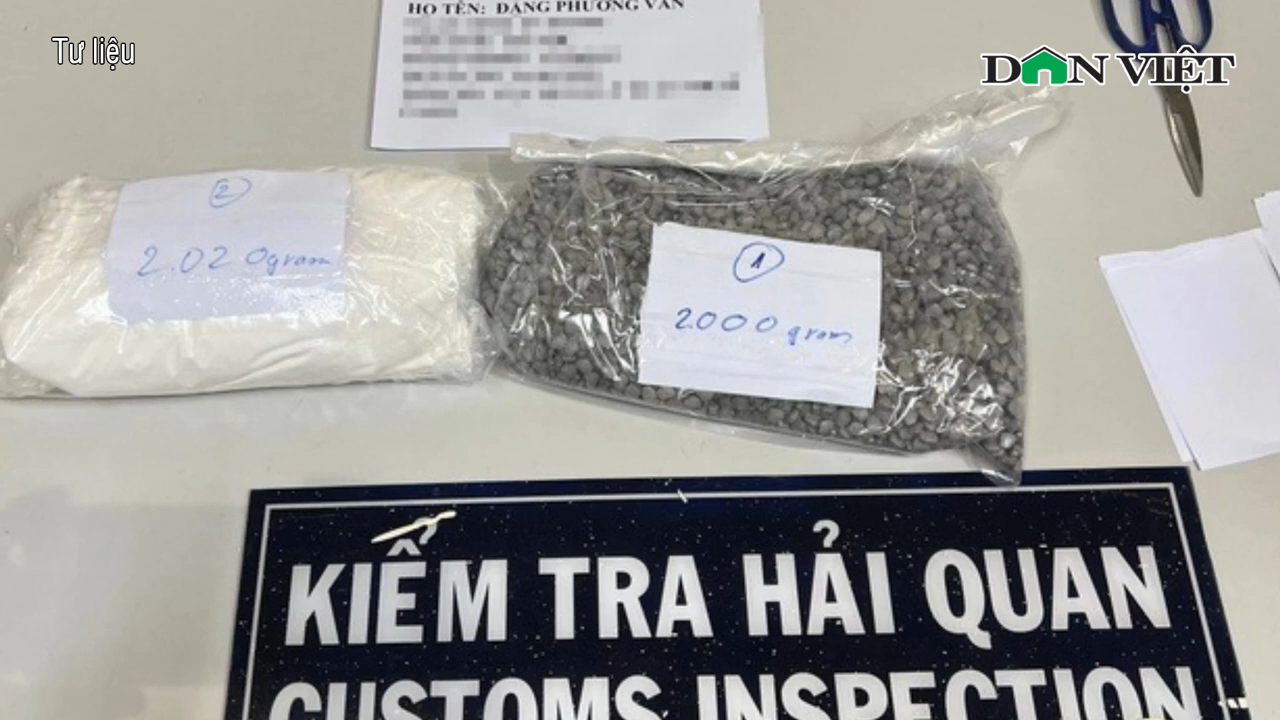 HỌ TÊN: ĐẶNG PHƯƠNG VÂN
Tư liệu
DÂN VIỆT
2
2.020gram
1
2000 gram
KIỂM TRA HẢI QUAN
CUSTOMS INSPECTION